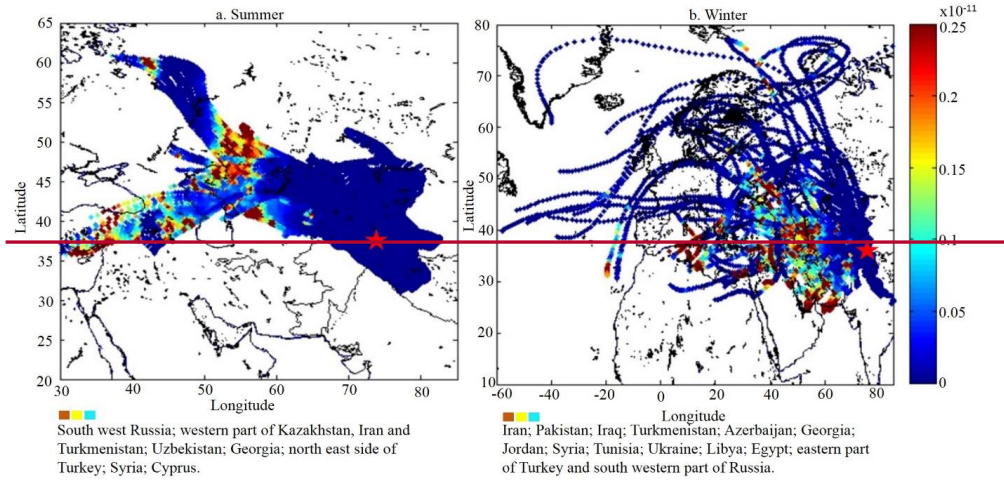 a. Summer
65
60
55
50
45
40
35
30
25
20
Latitude
30 40 50 60 70 80
Longitude
South west Russia; western part of Kazakhstan, Iran and
Turkmenistan; Uzbekistan; Georgia; north east side of
Turkey; Syria; Cyprus.
b. Winter
80
70
60
50
40
30
20
10
Latitude
-60 -40 -20 0 20 40 60 80
Longitude
Iran; Pakistan; Iraq; Turkmenistan; Azerbaijan; Georgia;
Jordan; Syria; Tunisia; Ukraine; Libya; Egypt; eastern part
of Turkey and south western part of Russia.
x10⁻¹¹
0.25
0.2
0.15
0.1
0.05
0